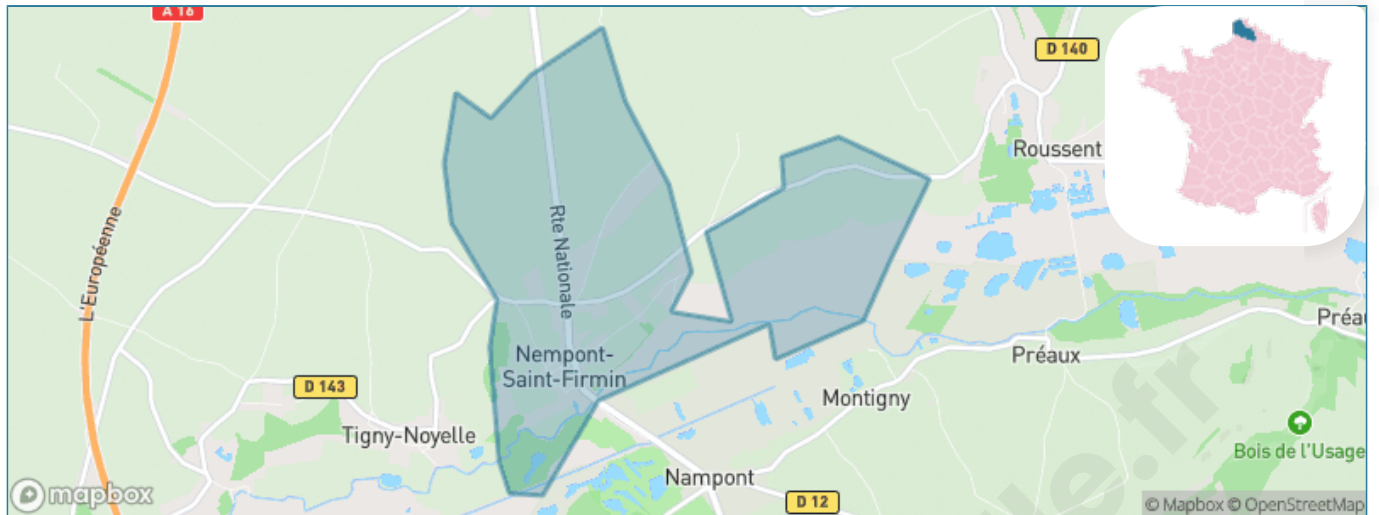 A 16
D 140
Roussent
L'Européenne
Rte Nationale
Nempont-
Saint-Firmin
Préaux
D 143
Montigny
Tigny-Noyelle
Bois de l'Usage
Nampont
mapbox
D 12
© Mapbox © OpenStreetMap